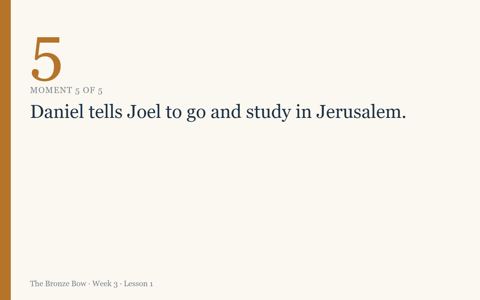 5
MOMENT 5 OF 5
Daniel tells Joel to go and study in Jerusalem.
The Bronze Bow · Week 3 · Lesson 1